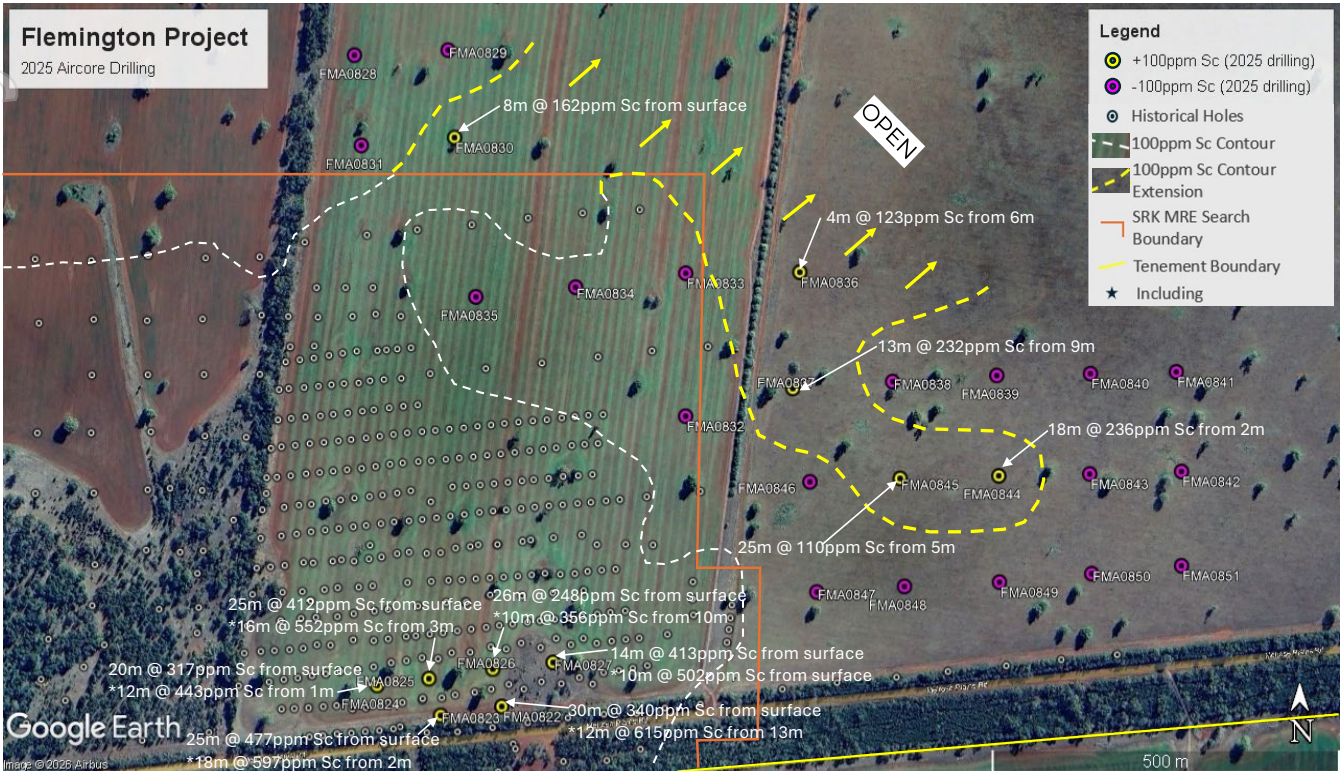 Flemington Project
2025 Aircore Drilling
Legend
+100ppm Sc (2025 drilling)
-100ppm Sc (2025 drilling)
Historical Holes
100ppm Sc Contour
100ppm Sc Contour
Extension
SRK MRE Search
Boundary
Tenement Boundary
Including
OPEN
FMA0828
FMA0829
8m @ 162ppm Sc from surface
FMA0830
FMA0831
4m @ 123ppm Sc from 6m
FMA0833
FMA0834
FMA0835
FMA0836
13m @ 232ppm Sc from 9m
FMA0837
FMA0838
FMA0839
FMA0840
FMA0841
FMA0832
18m @ 236ppm Sc from 2m
FMA0846
FMA0845
FMA0844
FMA0843
FMA0842
25m @ 110ppm Sc from 5m
FMA0847
FMA0848
FMA0849
FMA0850
FMA0851
25m @ 412ppm Sc from surface
*16m @ 552ppm Sc from 3m
26m @ 248ppm Sc from surface
*10m @ 356ppm Sc from 10m
14m @ 413ppm Sc from surface
*10m @ 502ppm Sc from surface
20m @ 317ppm Sc from surface
*12m @ 443ppm Sc from 1m
FMA0826
FMA0827
FMA0825
FMA0824
FMA0823
FMA0822
30m @ 340ppm Sc from surface
*12m @ 615ppm Sc from 13m
25m @ 477ppm Sc from surface
*18m @ 597ppm Sc from 2m
Google Earth
Image © 2026 Airbus
N
500 m